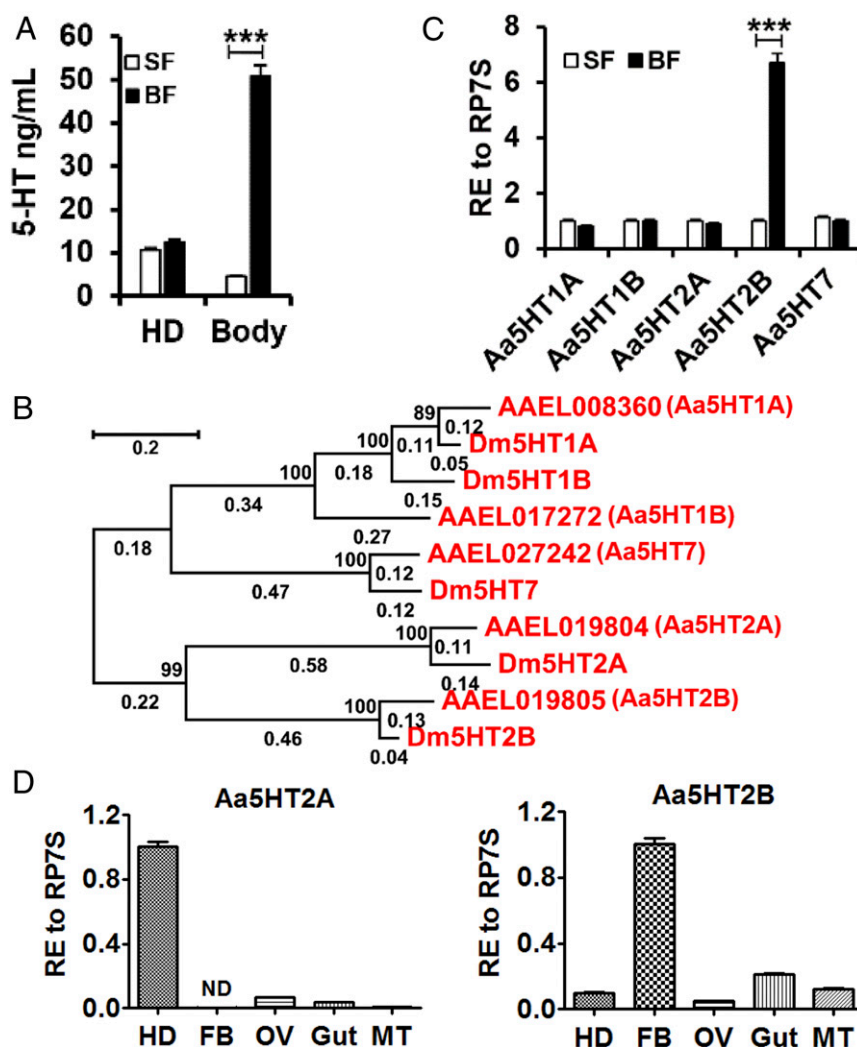 A
5-HT ng/mL
60
50
40
30
20
10
0
SF
BF
***
HD Body
C
RE to RP7S
8
6
4
2
0
SF BF
***
Aa5HT1A
Aa5HT1B
Aa5HT2A
Aa5HT2B
Aa5HT7
B
0.2
89
AAEL008360 (Aa5HT1A)
0.12
100
0.11
Dm5HT1A
0.05
100
0.18
Dm5HT1B
0.15
0.34
AAEL017272 (Aa5HT1B)
0.27
0.18
AAEL027242 (Aa5HT7)
100
0.12
0.47
Dm5HT7
0.12
AAEL019804 (Aa5HT2A)
100
0.11
99
0.58
Dm5HT2A
0.14
0.22
AAEL019805 (Aa5HT2B)
100
0.13
0.46
Dm5HT2B
0.04
D
Aa5HT2A
RE to RP7S
1.2
0.8
0.4
0.0
ND
HD FB OV Gut MT
Aa5HT2B
RE to RP7S
1.2
0.8
0.4
0.0
HD FB OV Gut MT